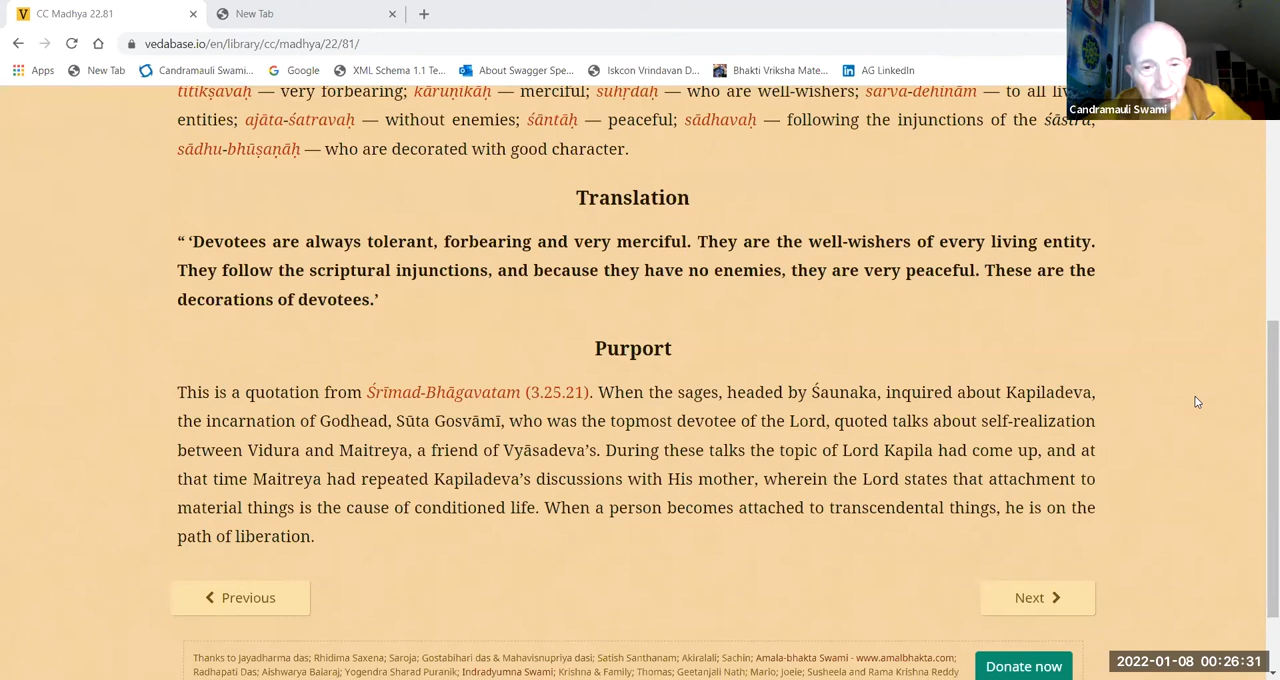 CC Madhya 22.81
New Tab
vedabase.io/en/library/cc/madhya/22/81/
Apps New Tab Candramauli Swami... Google XML Schema 1.1 Te... About Swagger Spe... Iskcon Vrindavan D... Bhakti Vriksha Mate... AG LinkedIn
Candramauli Swami
titikṣavaḥ — very forbearing; kāruṇikāḥ — merciful; suhṛdaḥ — who are well-wishers; sarva-dehinām — to all
entities; ajāta-śatravaḥ — without enemies; śāntāḥ — peaceful; sādhavaḥ — following the injunctions of the śāstra;
sādhu-bhūṣaṇāḥ — who are decorated with good character.
Translation
“ ‘Devotees are always tolerant, forbearing and very merciful. They are the well-wishers of every living entity.
They follow the scriptural injunctions, and because they have no enemies, they are very peaceful. These are the
decorations of devotees.’
Purport
This is a quotation from Śrīmad-Bhāgavatam (3.25.21). When the sages, headed by Śaunaka, inquired about Kapiladeva,
the incarnation of Godhead, Sūta Gosvāmī, who was the topmost devotee of the Lord, quoted talks about self-realization
between Vidura and Maitreya, a friend of Vyāsadeva’s. During these talks the topic of Lord Kapila had come up, and at
that time Maitreya had repeated Kapiladeva’s discussions with His mother, wherein the Lord states that attachment to
material things is the cause of conditioned life. When a person becomes attached to transcendental things, he is on the
path of liberation.
Previous
Next
Thanks to Jayadharma das; Rhidima Saxena; Saroja; Gostabihari das & Mahavisnupriya dasi; Satish Santhanam; Akiralali; Sachin; Amala-bhakta Swami - www.amalbhakta.com;
Radhapati Das; Aishwarya Balaraj; Yogendra Sharad Puranik; Indradyumna Swami; Krishna & Family; Thomas; Geetanjali Nath; Mario; Joeie; Susheela and Rama Krishna Reddy
Donate now
2022-01-08 00:26:31